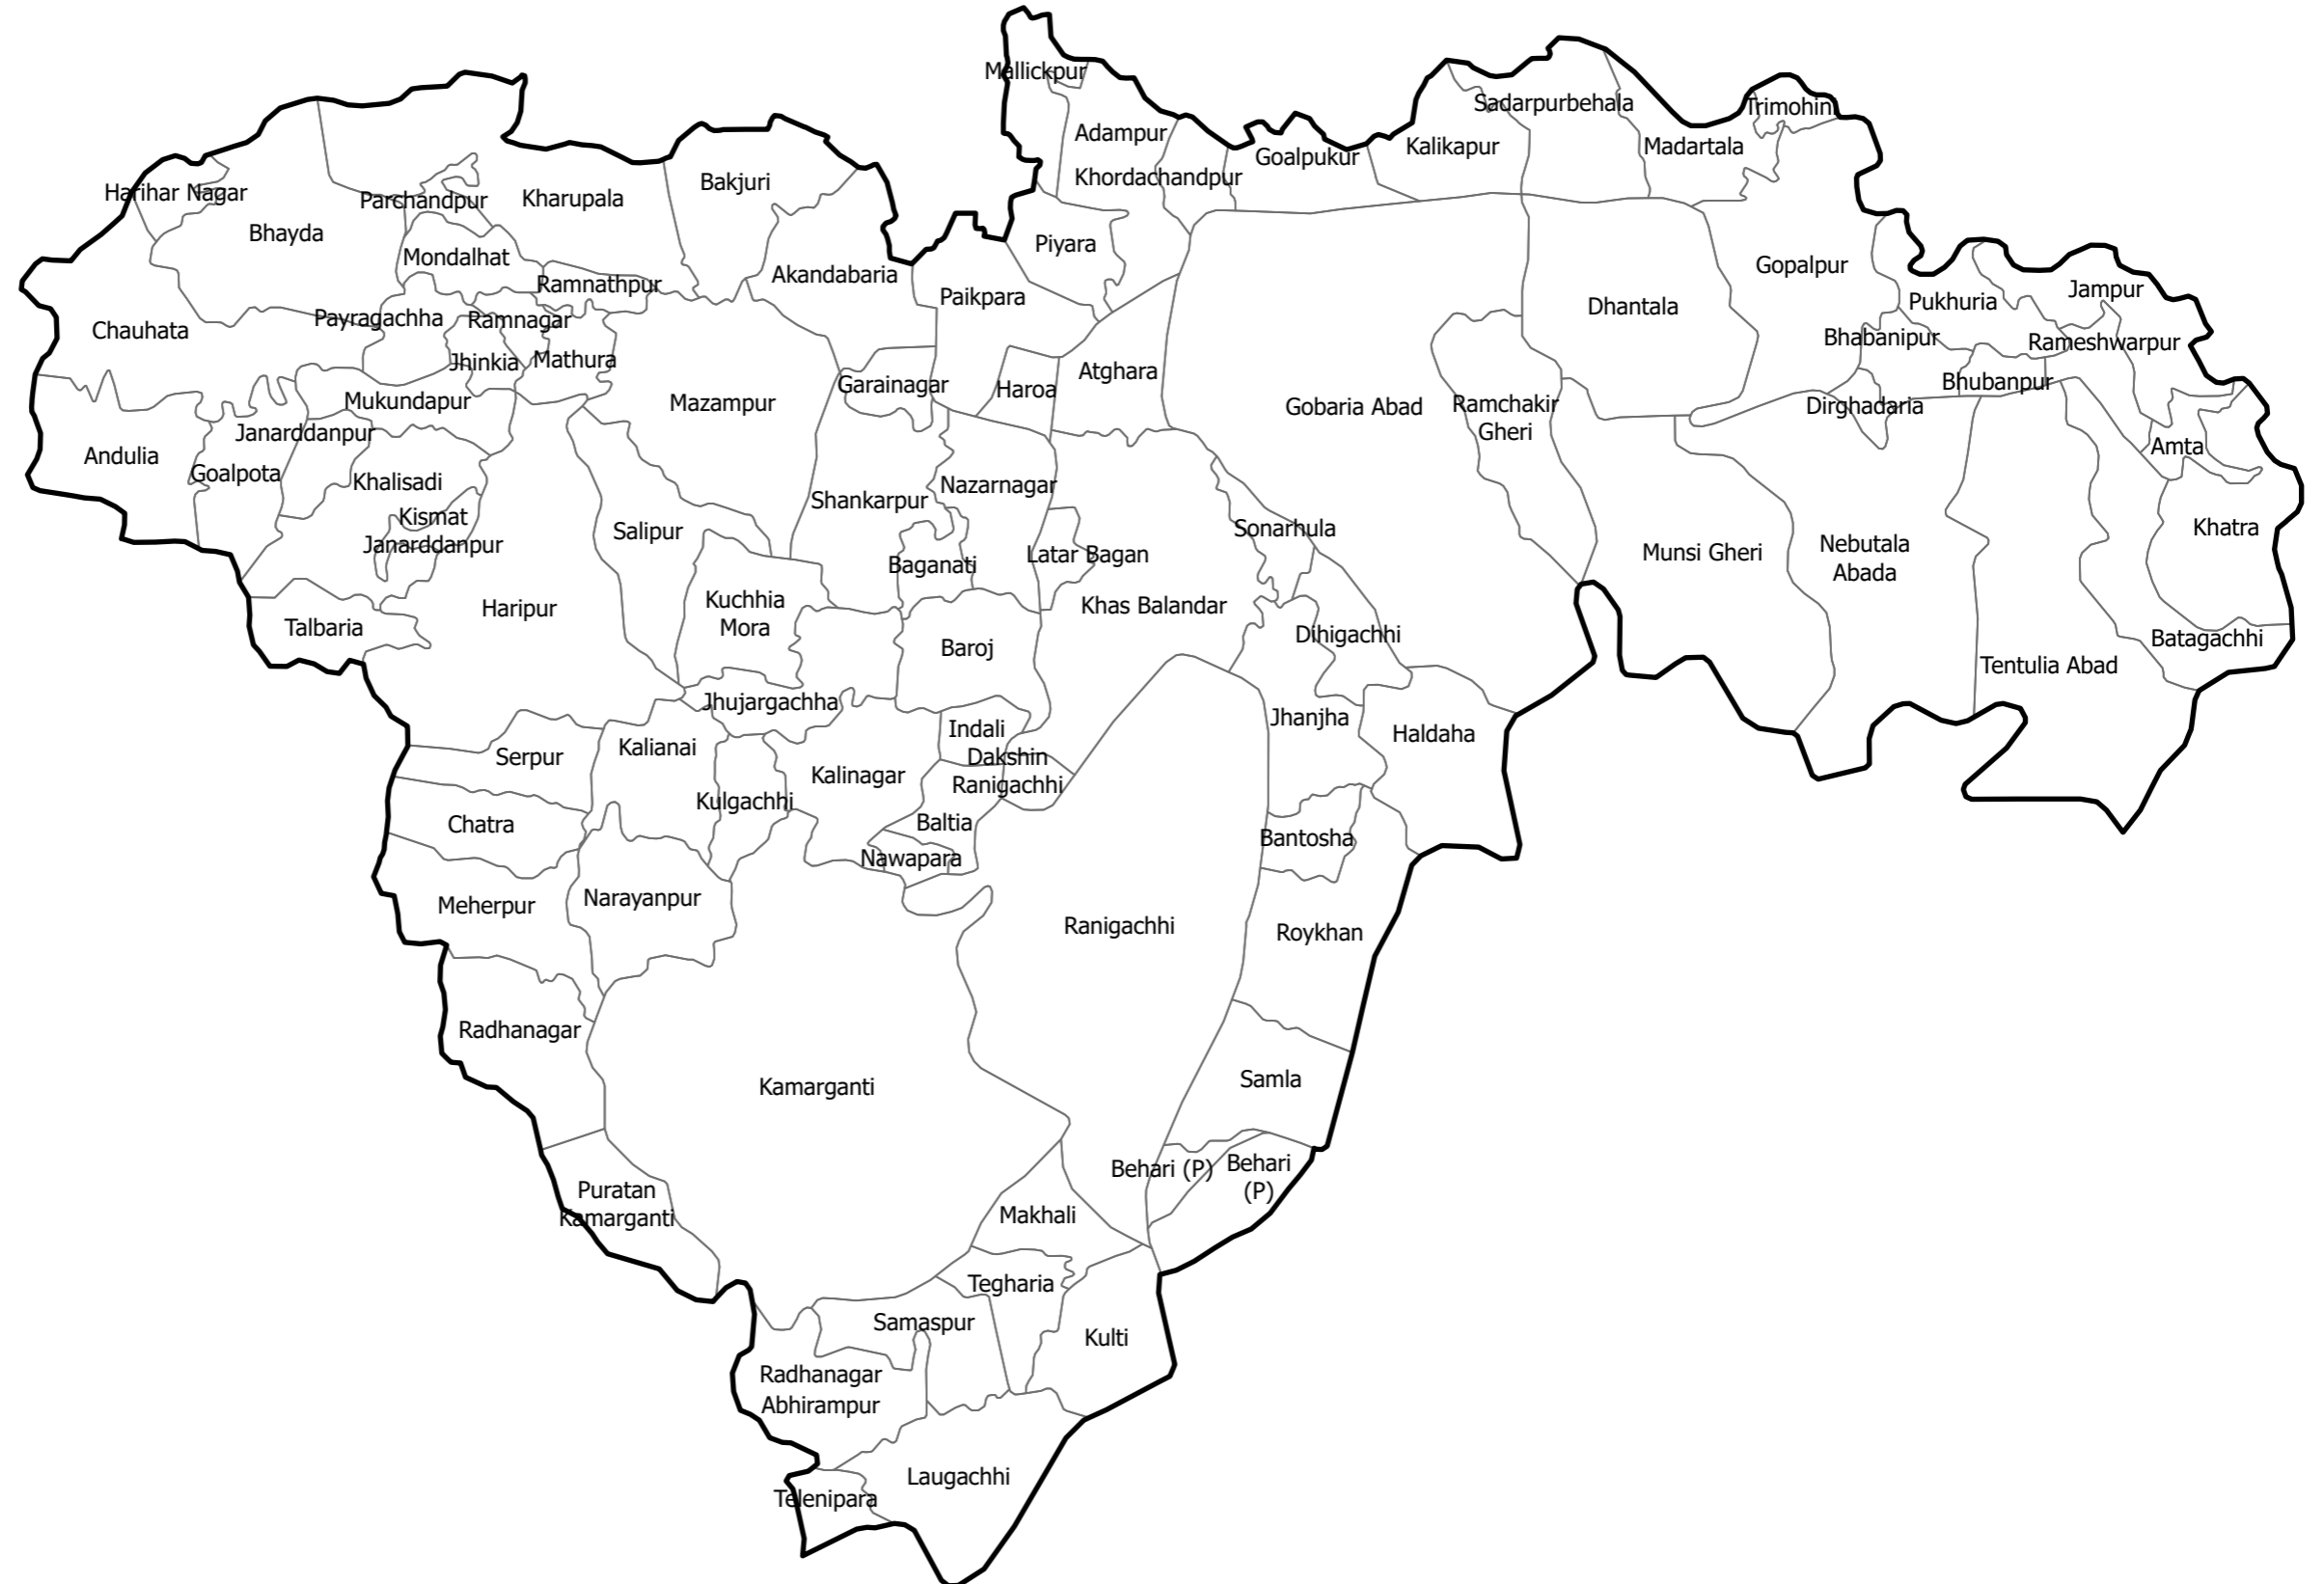 Mallickpur
Sadarpurbehala
Trimohini
Adampur
Goalpukur
Kalikapur
Madartala
Harihar Nagar
Parchandpur
Kharupala
Bakjuri
Khordachandpur
Bhayda
Mondalhat
Ramnathpur
Akandabaria
Paikpara
Piyara
Gopalpur
Pukhuria
Jampur
Chauhata
Payragachha
Ramnagar
Jhinkia
Mathura
Dhantala
Bhabanipur
Rameshwarpur
Mukundapur
Mazampur
Garainagar
Haroa
Atghara
Gobaria Abad
Ramchakir
Gheri
Dirghadaria
Bhubanpur
Andulia
Janarddanpur
Goalpota
Khalisadi
Kismat
Janarddanpur
Salipur
Shankarpur
Nazarnagar
Amta
Khatra
Baganati
Latar Bagan
Sonarhula
Munsi Gheri
Nebutala
Abada
Talbaria
Haripur
Kuchhia
Mora
Baroj
Khas Balandar
Dihigachhi
Batagachhi
Tentulia Abad
Jhujargachha
Indali
Jhanjha
Haldaha
Serpur
Kalianai
Dakshin
Ranigachhi
Kalinagar
Kulgachhi
Chatra
Baltia
Nawapara
Bantosha
Meherpur
Narayanpur
Ranigachhi
Roykhan
Radhanagar
Kamarganti
Samla
Puratan
Kamarganti
Behari (P)
Behari
(P)
Makhali
Tegharia
Samaspur
Kulti
Radhanagar
Abhirampur
Laugachhi
Telenipara